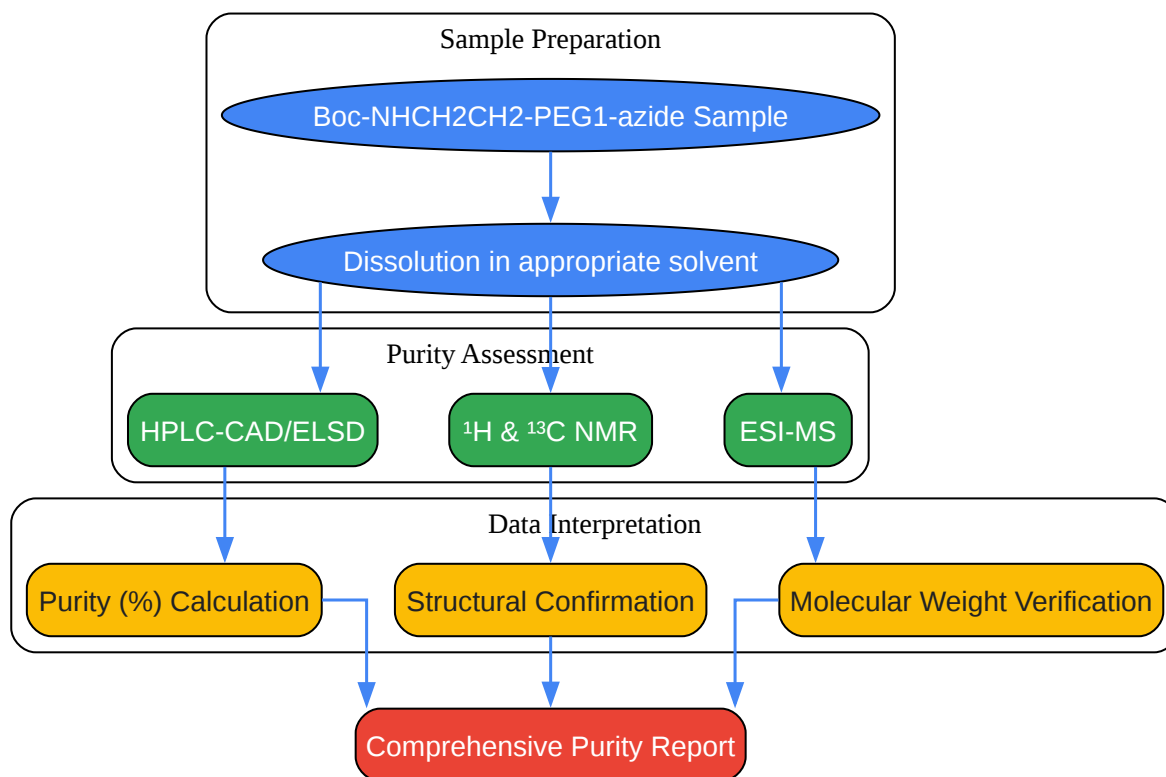 Sample Preparation
Boc-NHCH2CH2-PEG1-azide Sample
Dissolution in appropriate solvent
Purity Assessment
HPLC-CAD/ELSD
¹H & ¹³C NMR
ESI-MS
Data Interpretation
Purity (%) Calculation
Structural Confirmation
Molecular Weight Verification
Comprehensive Purity Report